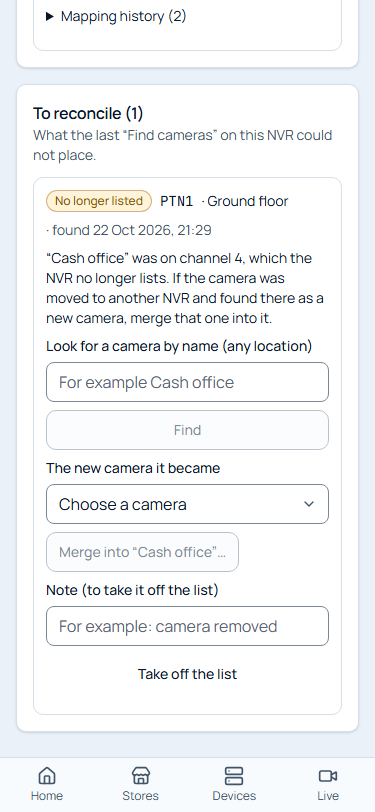 ▶ Mapping history (2)
To reconcile (1)
What the last “Find cameras” on this NVR could
not place.
No longer listed PTN1 · Ground floor
· found 22 Oct 2026, 21:29
“Cash office” was on channel 4, which the
NVR no longer lists. If the camera was
moved to another NVR and found there as a
new camera, merge that one into it.
Look for a camera by name (any location)
For example Cash office
Find
The new camera it became
Choose a camera
Merge into “Cash office”…
Note (to take it off the list)
For example: camera removed
Take off the list
Home Stores Devices Live